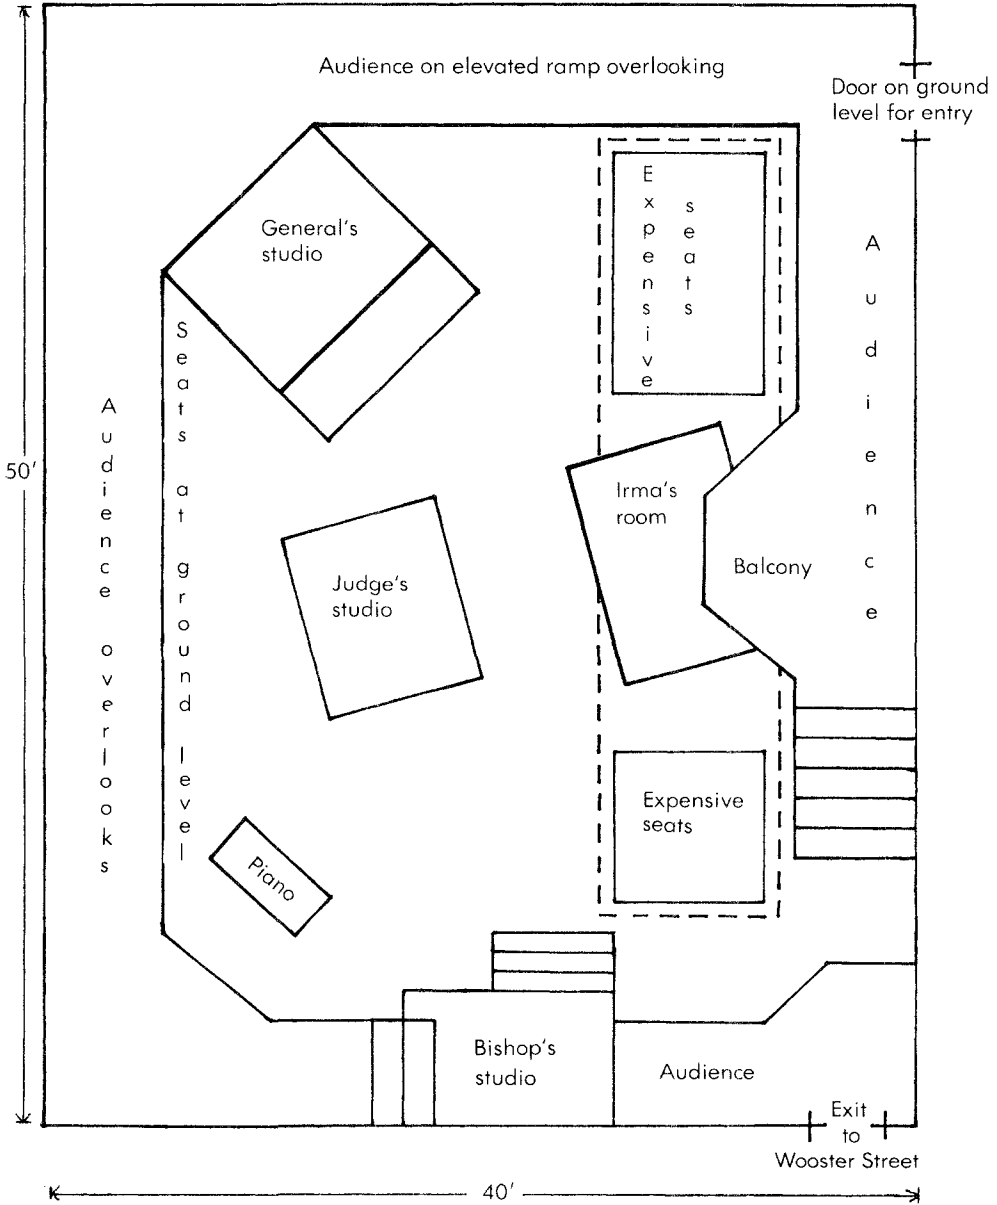 Audience on elevated ramp overlooking
Door on ground
level for entry
General's
studio
Expensive
seats
Audience
Seats at ground level
Audience overlooks
50'
Irma's
room
Balcony
Judge's
studio
Expensive
seats
Piano
Bishop's
studio
Audience
Exit
to
Wooster Street
40'